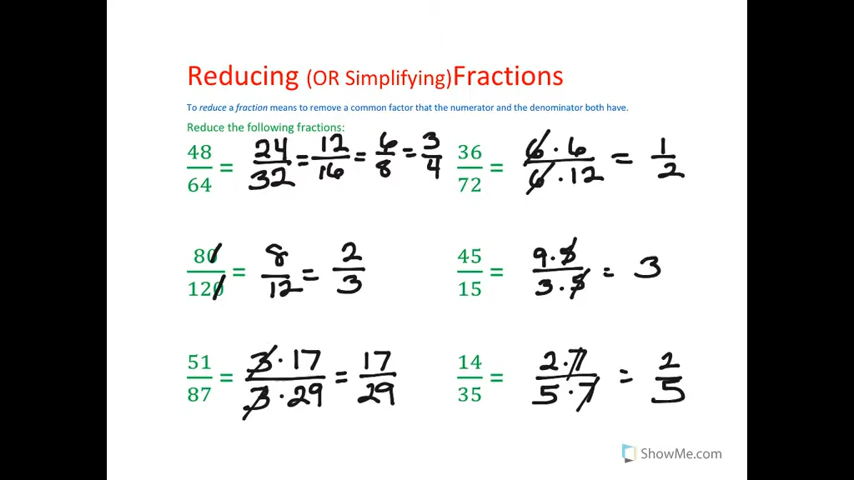 Reducing (OR Simplifying)Fractions
To reduce a fraction means to remove a common factor that the numerator and the denominator both have.
Reduce the following fractions:
48/64 = 24/32 = 12/16 = 6/8 = 3/4
36/72 = 6·6/6·12 = 1/2
80/120 = 8/12 = 2/3
45/15 = 9·5/3·5 = 3
51/87 = 3·17/3·29 = 17/29
14/35 = 2·7/5·7 = 2/5
ShowMe.com